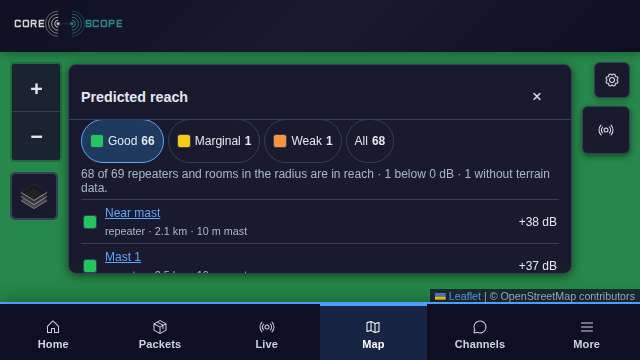 CORE SCOPE
+
−
Predicted reach ×
Good 66 Marginal 1 Weak 1 All 68
68 of 69 repeaters and rooms in the radius are in reach · 1 below 0 dB · 1 without terrain
data.
Near mast
repeater · 2.1 km · 10 m mast
+38 dB
Mast 1
+37 dB
Leaflet | © OpenStreetMap contributors
Home Packets Live Map Channels More